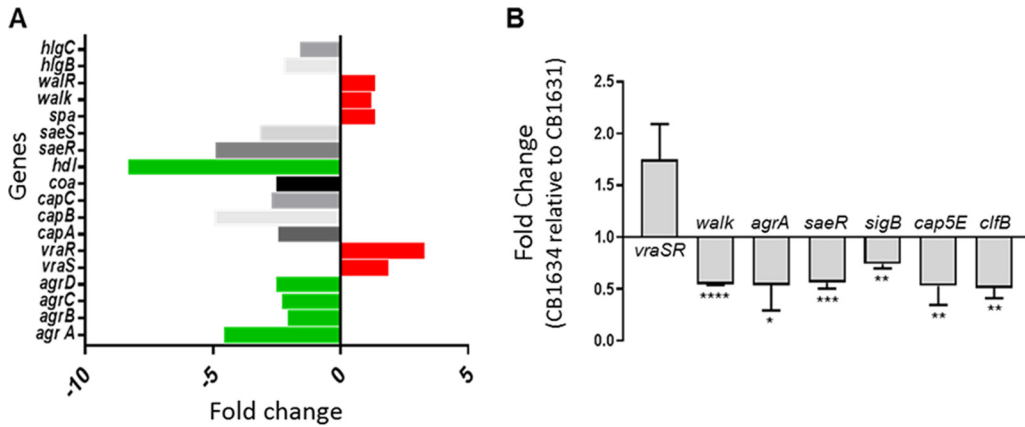 A
Genes
hlgC
hlgB
walR
walk
spa
saeS
saeR
hdl
coa
capC
capB
capA
vraR
vraS
agrD
agrC
agrB
agr A
-10
-5
0
5
Fold change
B
Fold Change
(CB1634 relative to CB1631)
2.5
2.0
1.5
1.0
0.5
0.0
walk agrA saeR sigB cap5E clfB
vraSR
**** * *** ** ** **